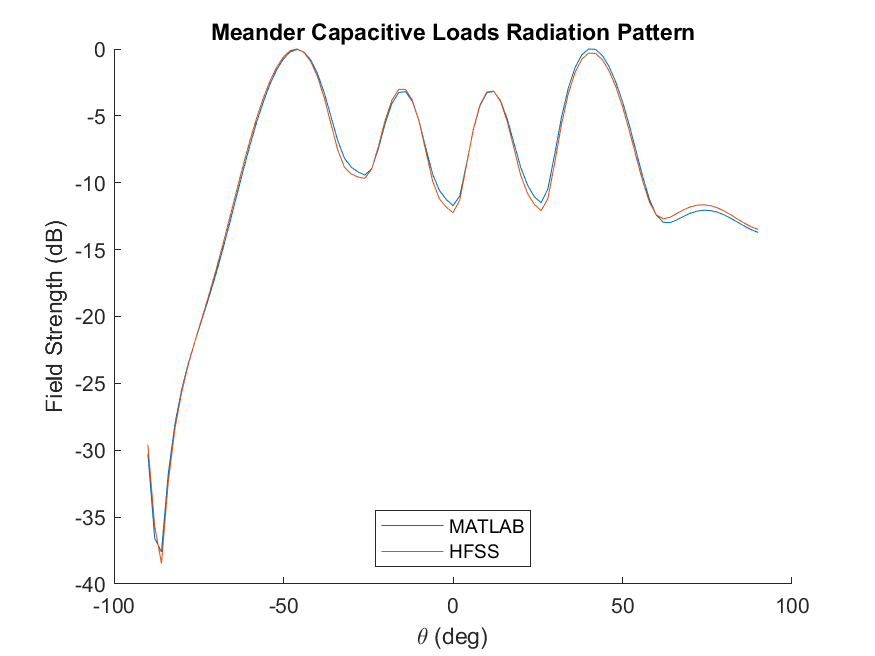 Meander Capacitive Loads Radiation Pattern
0
-5
-10
-15
-20
-25
-30
-35
-40
Field Strength (dB)
MATLAB
HFSS
-100
-50
0
50
100
θ (deg)